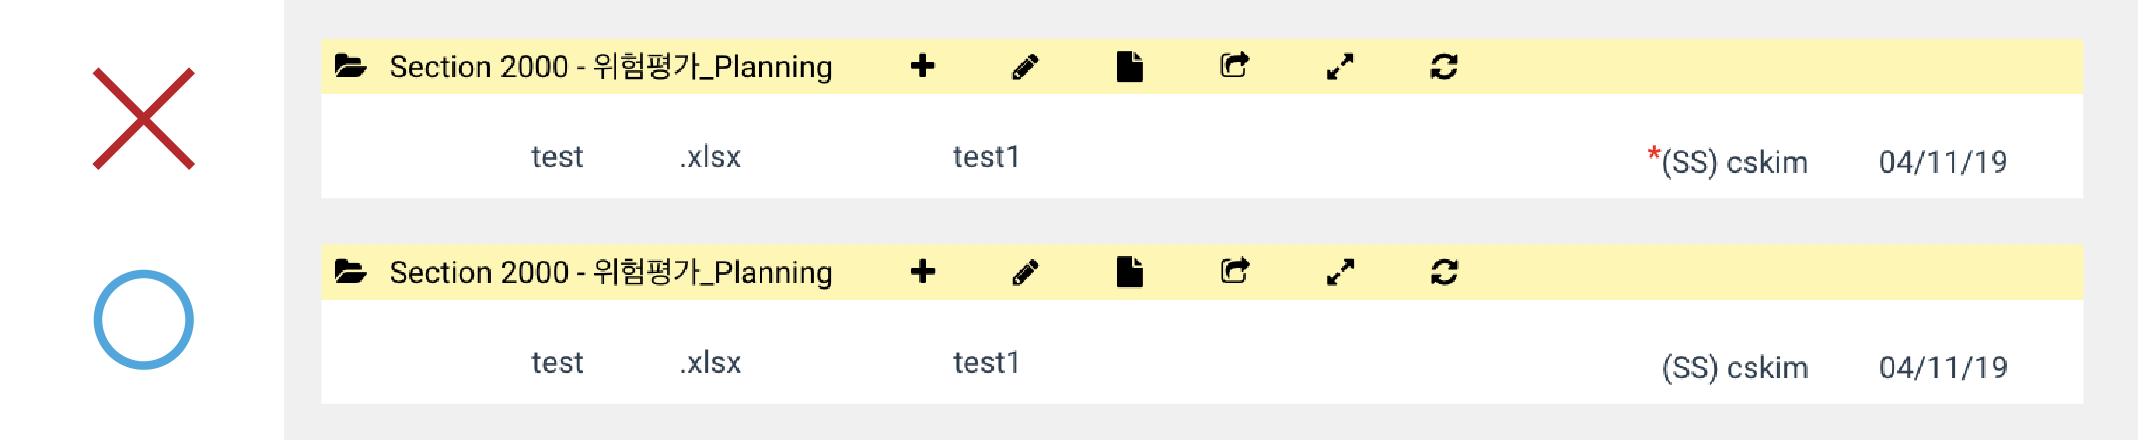 Section 2000 - 위험평가_Planning
test .xlsx test1 *(SS) cskim 04/11/19
Section 2000 - 위험평가_Planning
test .xlsx test1 (SS) cskim 04/11/19